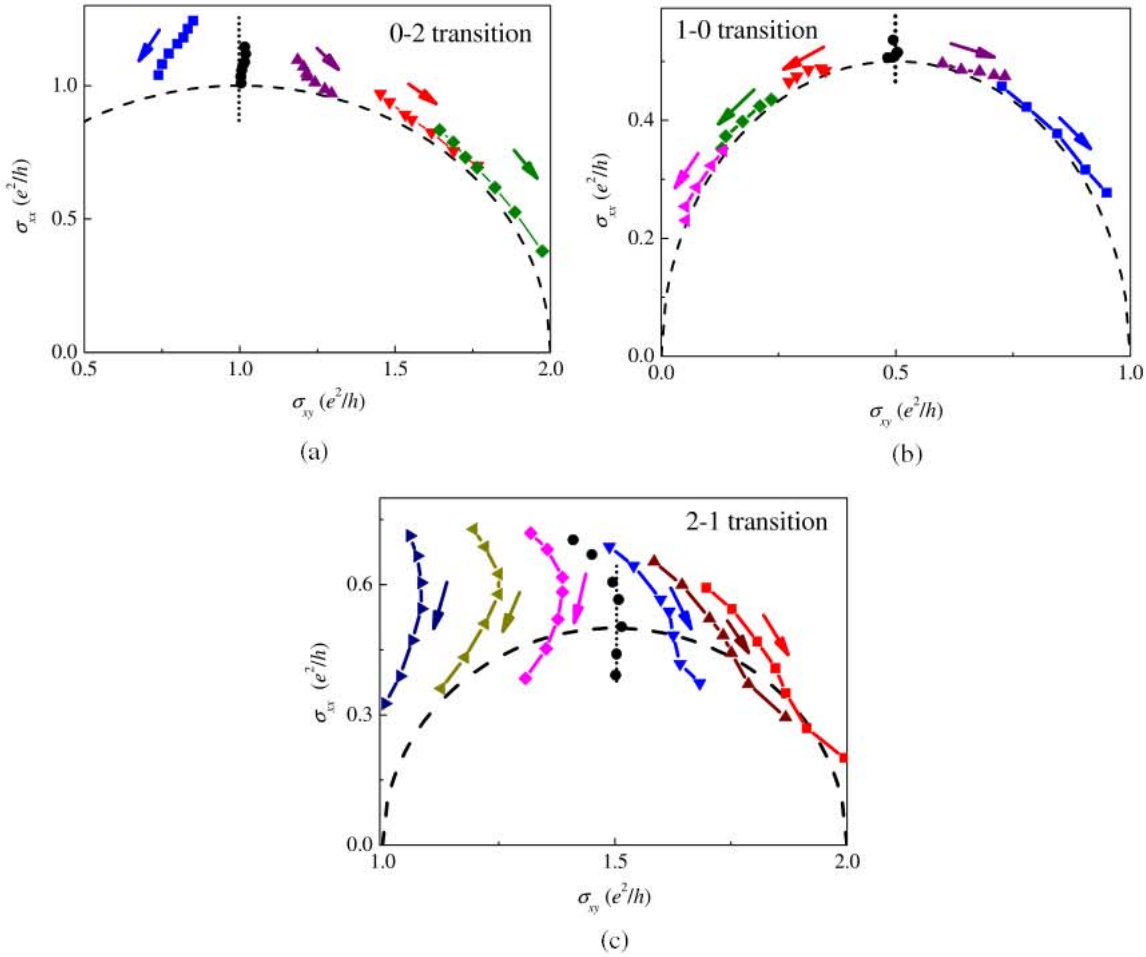 0-2 transition
1.0
0.5
0.0
σxx (e²/h)
0.5
1.0
1.5
2.0
σxy (e²/h)
(a)
1-0 transition
0.4
0.2
0.0
σxx (e²/h)
0.0
0.5
1.0
σxy (e²/h)
(b)
2-1 transition
0.6
0.3
0.0
σxx (e²/h)
1.0
1.5
2.0
σxy (e²/h)
(c)